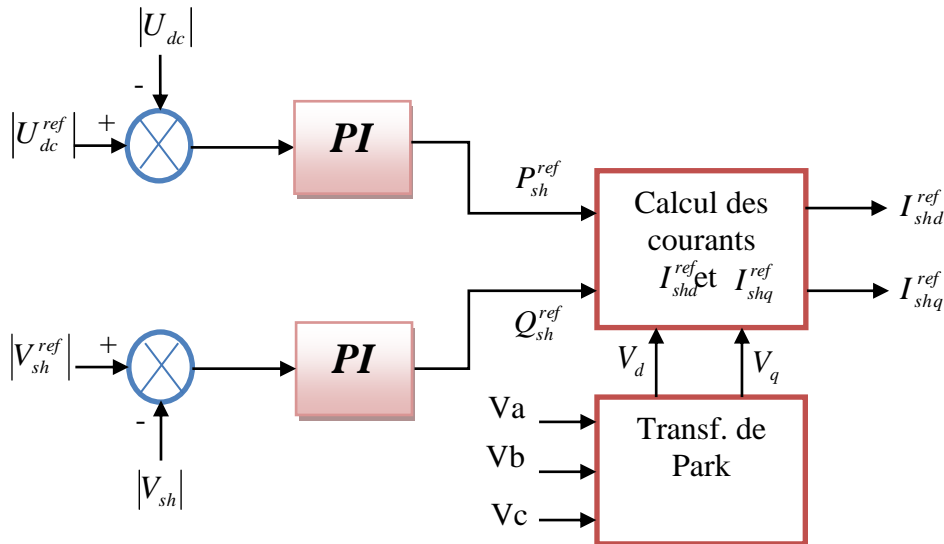 |U_dc|
-
|U_dc^ref|
+
PI
P_sh^ref
Calcul des
courants
I_shd^ref et I_shq^ref
I_shd^ref
I_shq^ref
Q_sh^ref
|V_sh^ref|
+
PI
-
|V_sh|
V_d
V_q
Va
Vb
Vc
Transf. de
Park